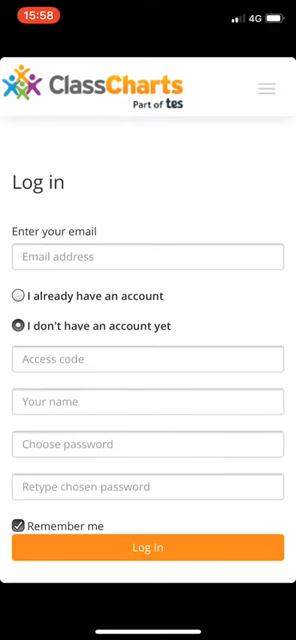 15:58
4G
ClassCharts
Part of tes
Log in
Enter your email
Email address
I already have an account
I don't have an account yet
Access code
Your name
Choose password
Retype chosen password
Remember me
Log In